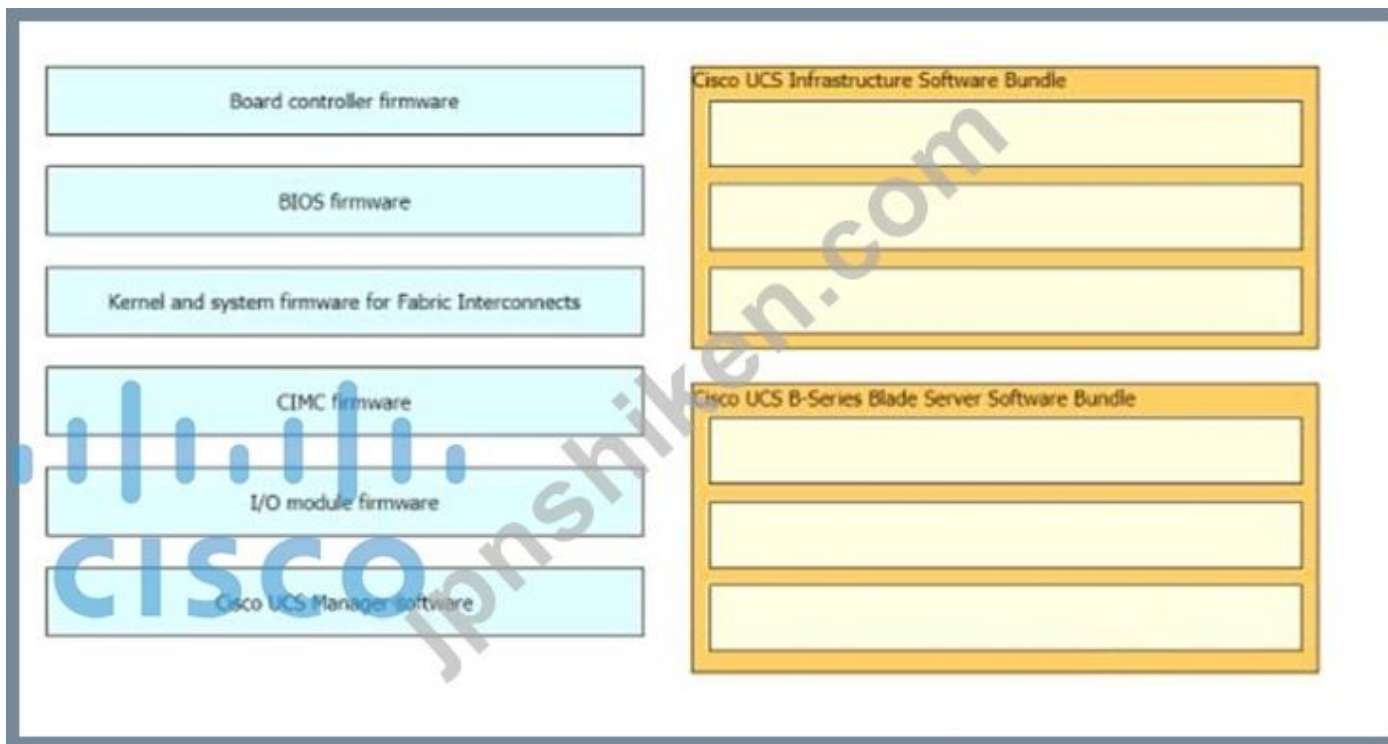 Board controller firmware
BIOS firmware
Kernel and system firmware for Fabric Interconnects
CIMC firmware
I/O module firmware
Cisco UCS Manager software
Cisco UCS Infrastructure Software Bundle
Cisco UCS B-Series Blade Server Software Bundle
CISCO
jpnshiken.com